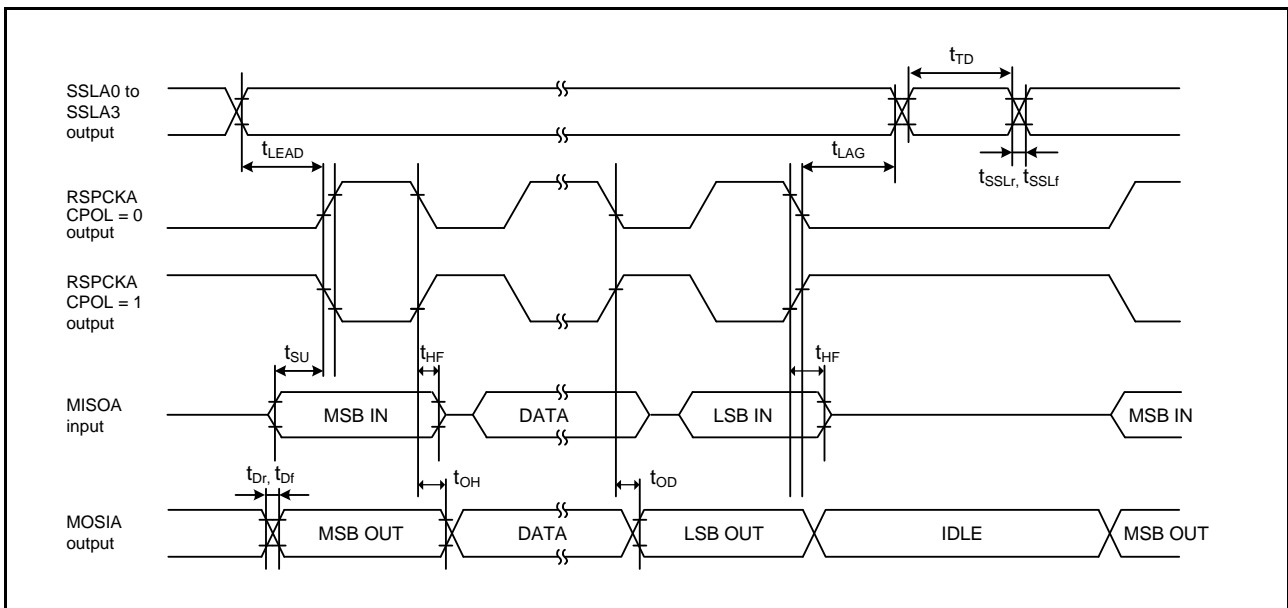 tTD
SSLA0 to
SSLA3
output
tLEAD
tLAG
tSSLr, tSSLf
RSPCKA
CPOL = 0
output
RSPCKA
CPOL = 1
output
tSU
tHF
tHF
MISOA
input
MSB IN
DATA
LSB IN
MSB IN
tDr, tDf
tOH
tOD
MOSIA
output
MSB OUT
DATA
LSB OUT
IDLE
MSB OUT